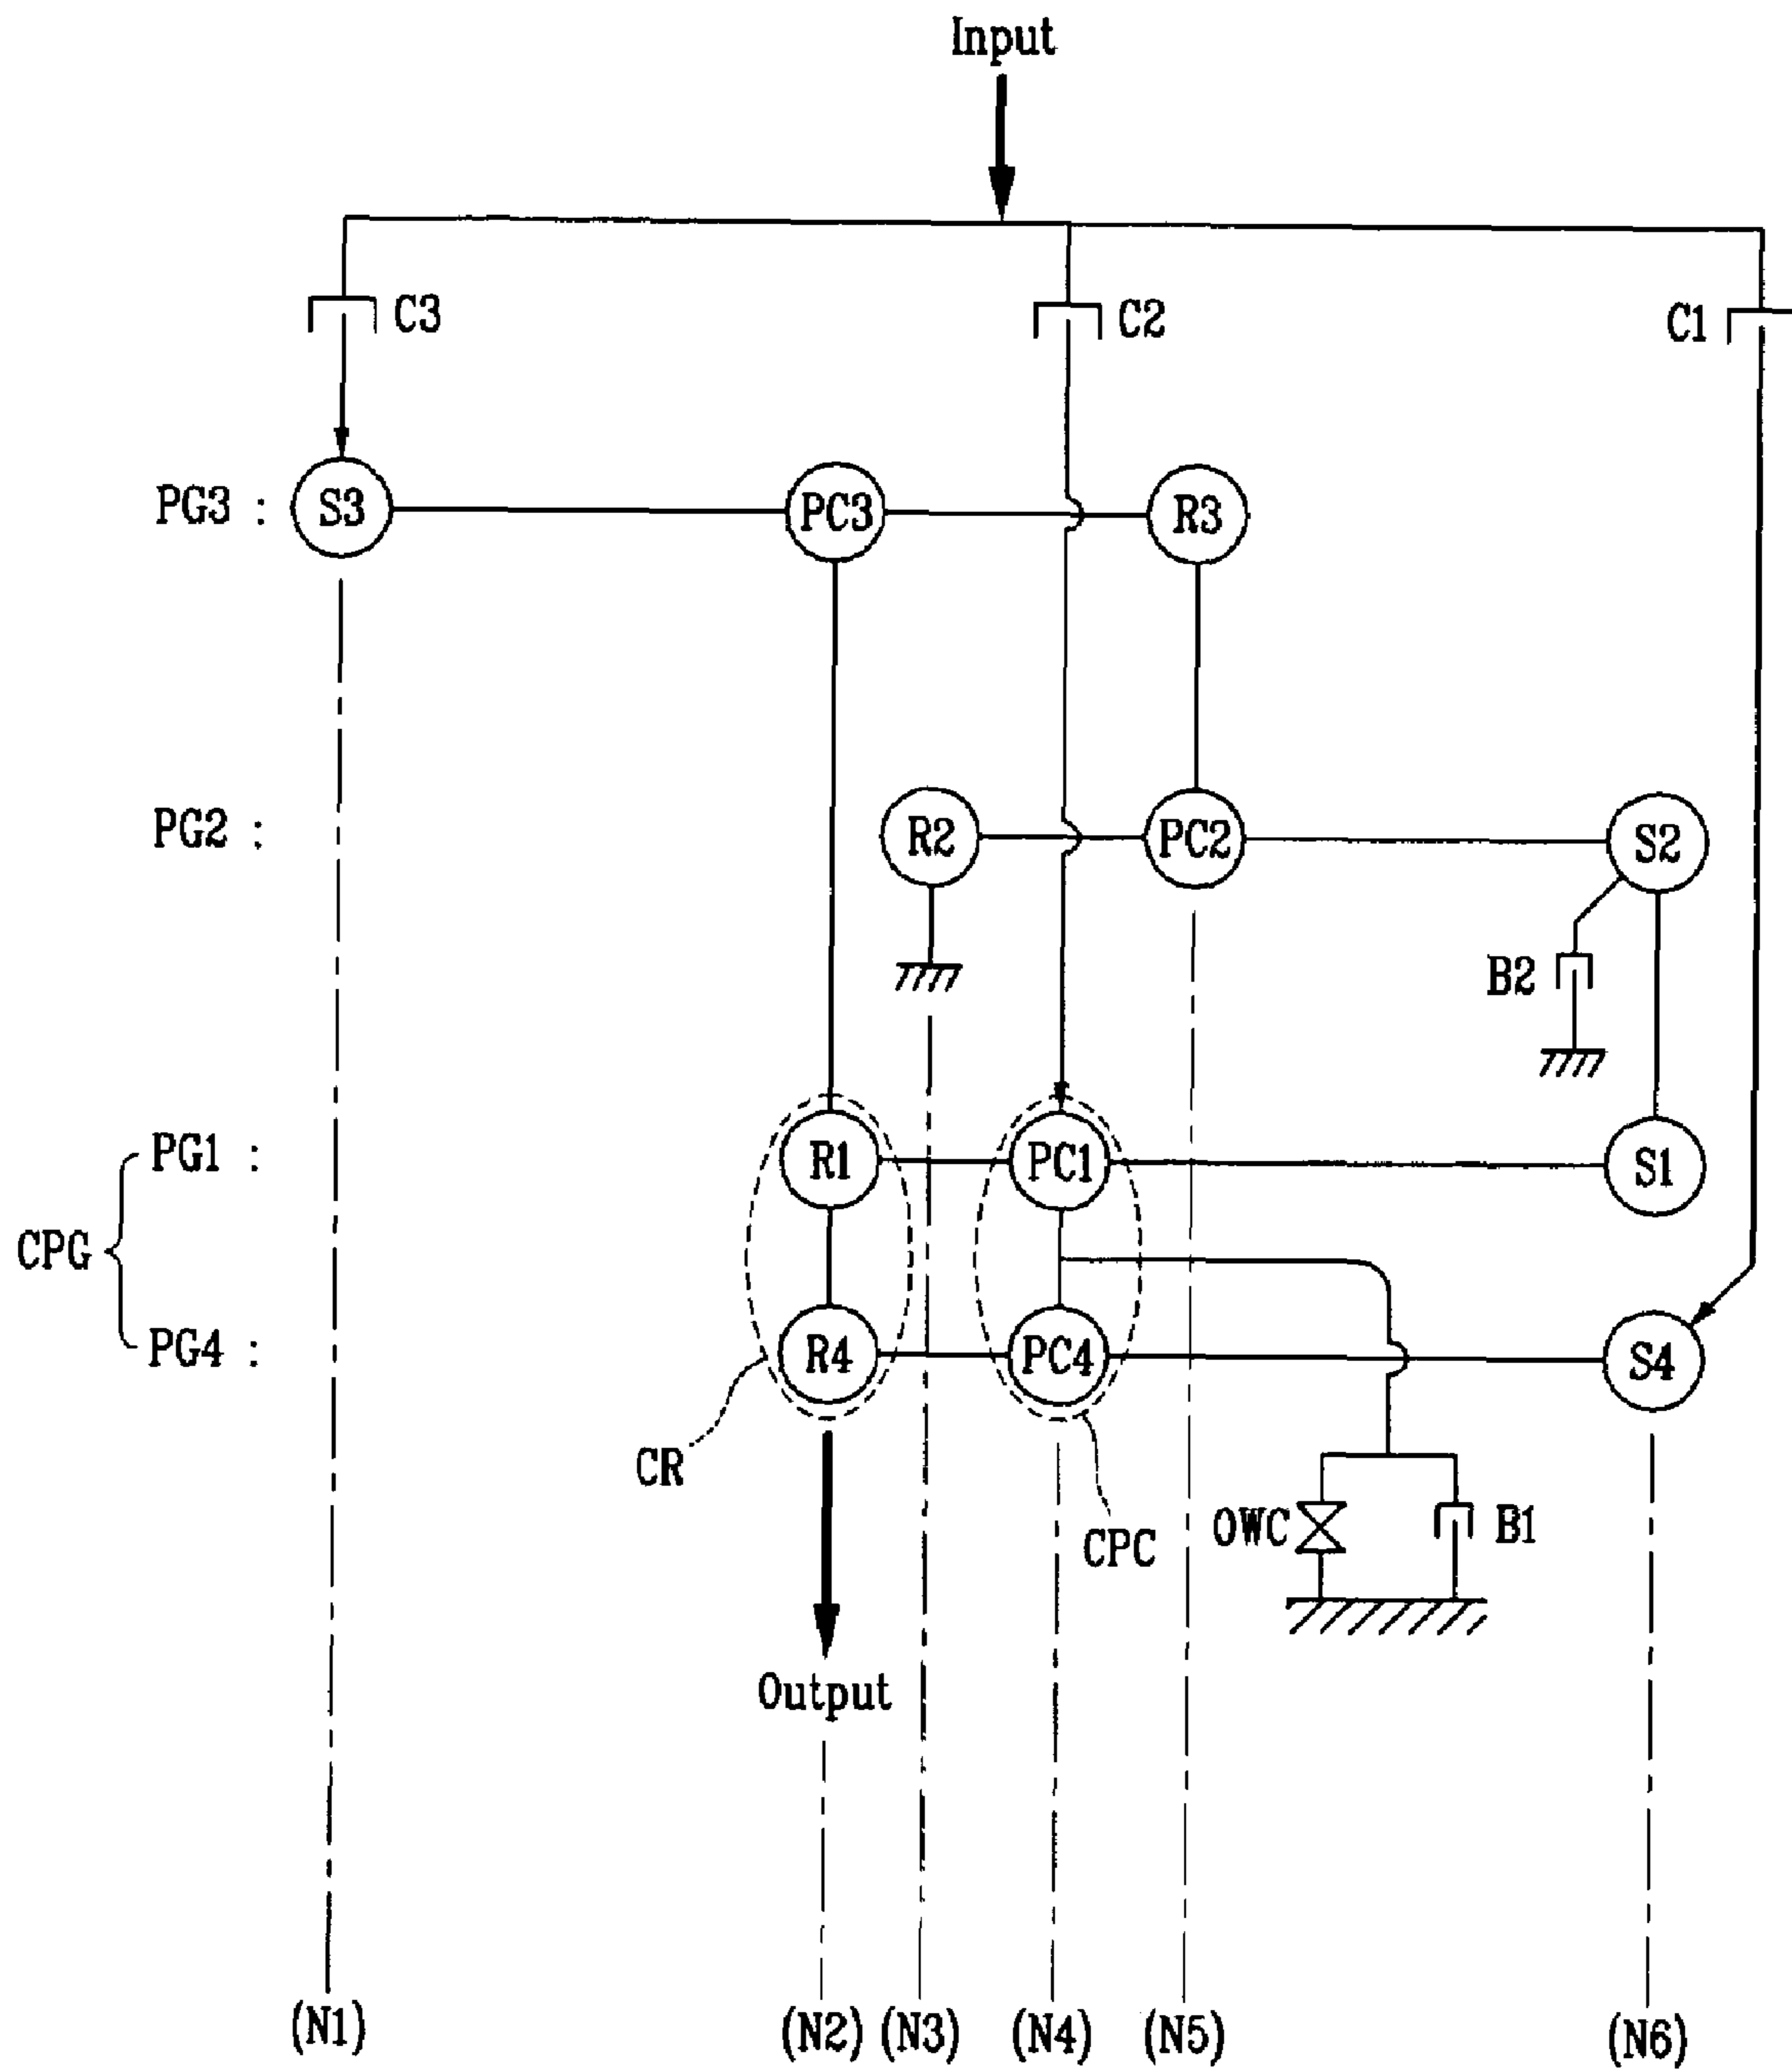 Input
C3
C2
C1
PG3 :
S3
PC3
R3
PG2 :
R2
PC2
S2
B2
CPG
PG1 :
R1
PC1
S1
PG4 :
R4
PC4
S4
CR
CPC
OWC
B1
Output
(N1)
(N2)
(N3)
(N4)
(N5)
(N6)